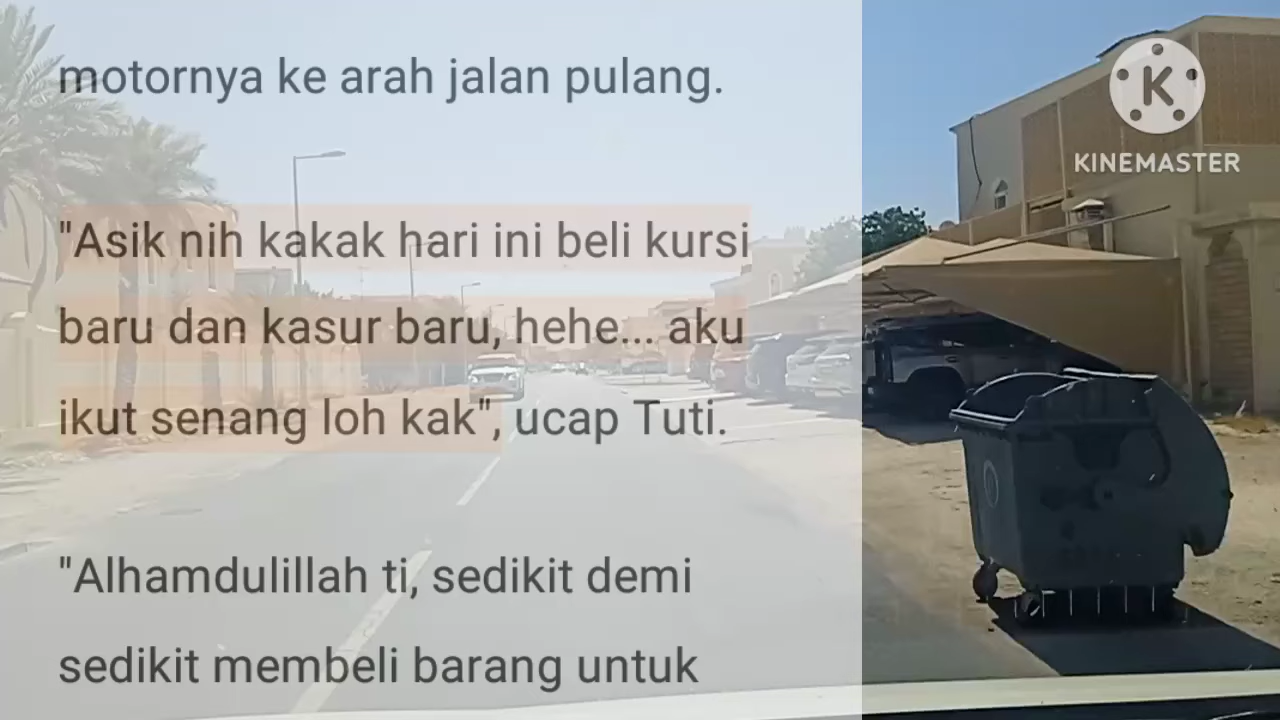 motornya ke arah jalan pulang.
"Asik nih kakak hari ini beli kursi
baru dan kasur baru, hehe... aku
ikut senang loh kak", ucap Tuti.
"Alhamdulillah ti, sedikit demi
sedikit membeli barang untuk
K
KINEMASTER